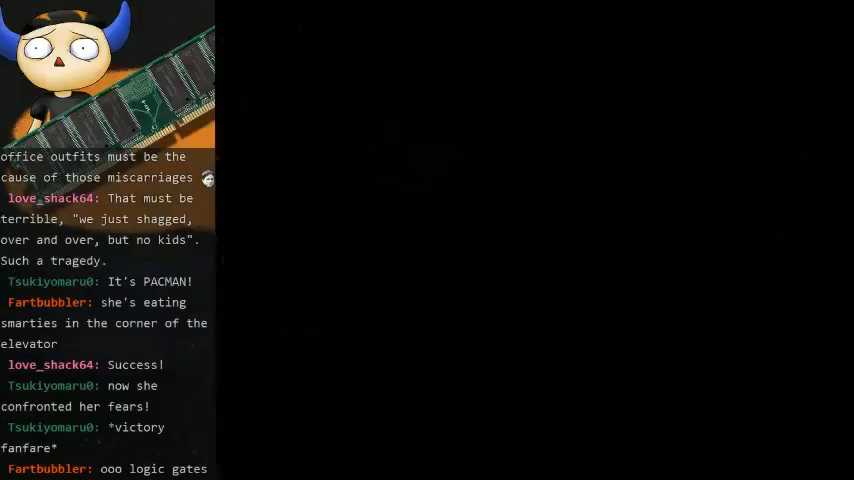 office outfits must be the
cause of those miscarriages
love_shack64: That must be
terrible, "we just shagged,
over and over, but no kids".
Such a tragedy.
Tsukiyomaru0: It's PACMAN!
Fartbubbler: she's eating
smarties in the corner of the
elevator
love_shack64: Success!
Tsukiyomaru0: now she
confronted her fears!
Tsukiyomaru0: *victory
fanfare*
Fartbubbler: ooo logic gates